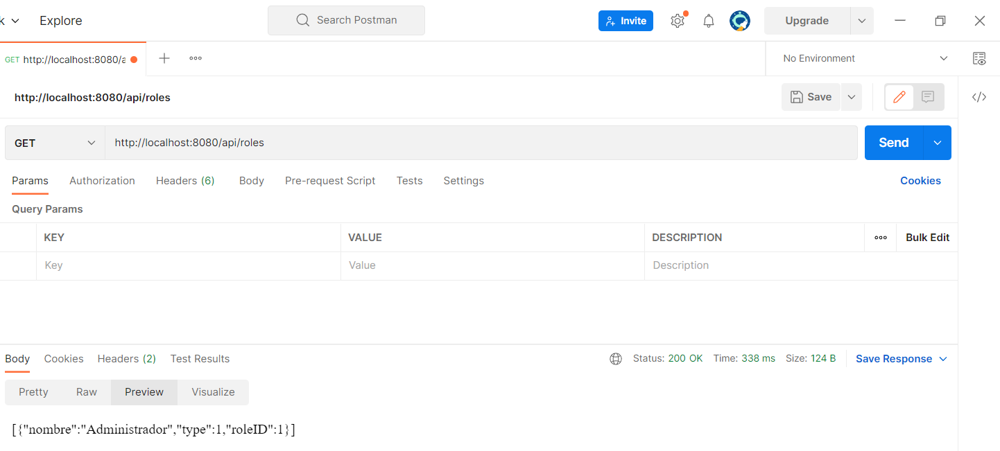 k Explore Search Postman Invite Upgrade
GET http://localhost:8080/a No Environment
http://localhost:8080/api/roles Save
GET http://localhost:8080/api/roles Send
Params Authorization Headers (6) Body Pre-request Script Tests Settings Cookies
Query Params
KEY VALUE DESCRIPTION Bulk Edit
Key Value Description
Body Cookies Headers (2) Test Results Status: 200 OK Time: 338 ms Size: 124 B Save Response
Pretty Raw Preview Visualize
[{"nombre":"Administrador","type":1,"roleID":1}]